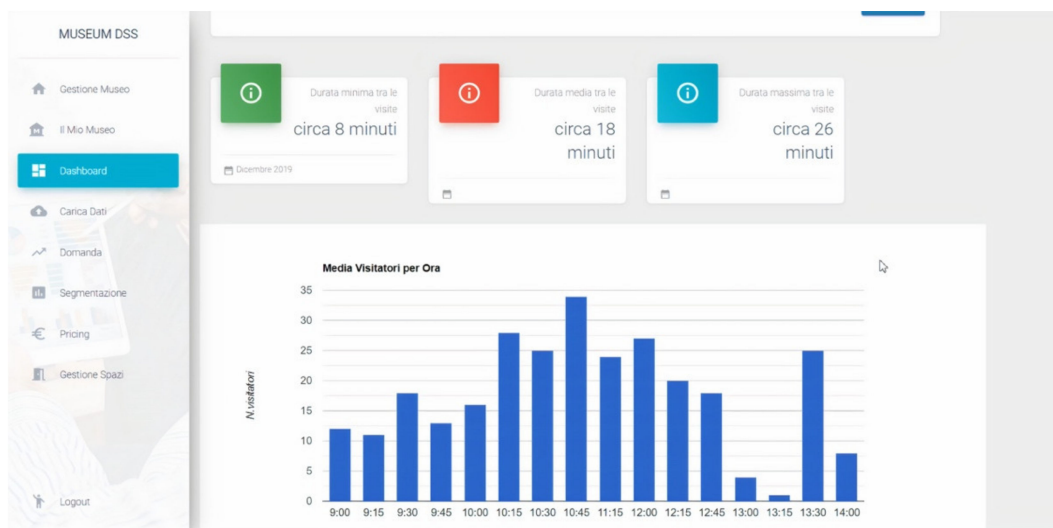 MUSEUM DSS
Gestione Museo
Il Mio Museo
Dashboard
Carica Dati
Domanda
Segmentazione
Pricing
Gestione Spazi
Logout
Durata minima tra le
visite
circa 8 minuti
Dicembre 2019
Durata media tra le
visite
circa 18
minuti
Durata massima tra le
visite
circa 26
minuti
Media Visitatori per Ora
N.visitatori
35
30
25
20
15
10
5
0
9:00 9:15 9:30 9:45 10:00 10:15 10:30 10:45 11:15 12:00 12:15 12:45 13:00 13:15 13:30 14:00